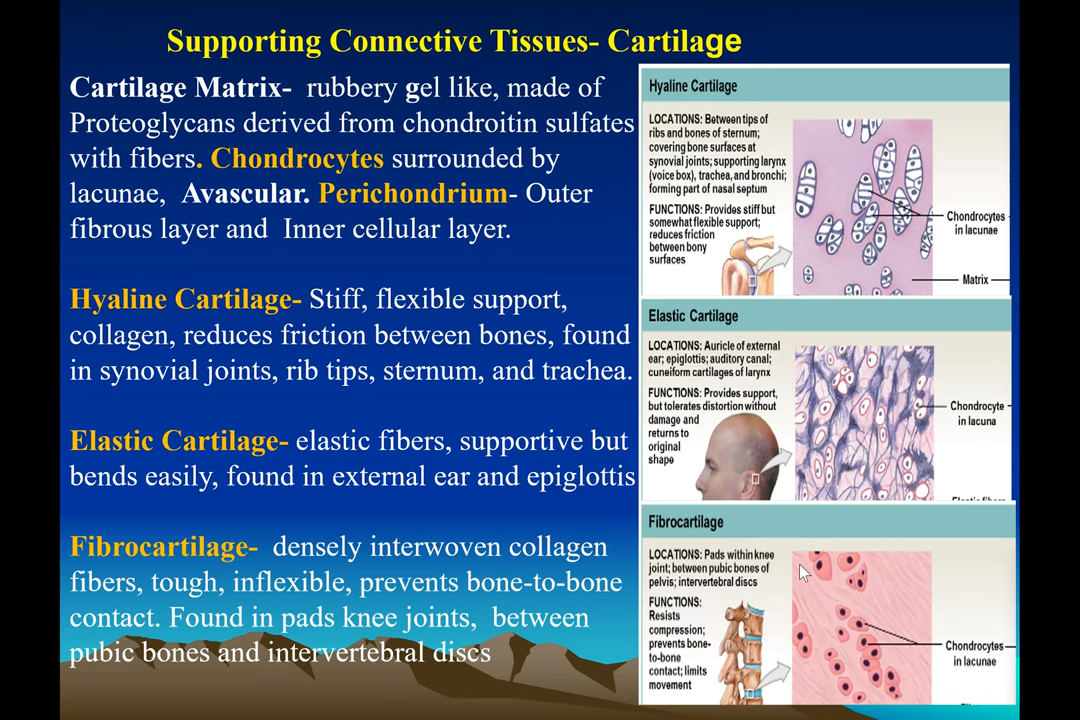 Supporting Connective Tissues- Cartilage
Cartilage Matrix-  rubbery gel like, made of
Proteoglycans derived from chondroitin sulfates
with fibers. Chondrocytes surrounded by
lacunae,  Avascular. Perichondrium- Outer
fibrous layer and  Inner cellular layer.
Hyaline Cartilage- Stiff, flexible support,
collagen, reduces friction between bones, found
in synovial joints, rib tips, sternum, and trachea.
Elastic Cartilage- elastic fibers, supportive but
bends easily, found in external ear and epiglottis
Fibrocartilage-  densely interwoven collagen
fibers, tough, inflexible, prevents bone-to-bone
contact. Found in pads knee joints,  between
pubic bones and intervertebral discs
Hyaline Cartilage
LOCATIONS: Between tips of
ribs and bones of sternum;
covering bone surfaces at
synovial joints; supporting larynx
(voice box), trachea, and bronchi;
forming part of nasal septum
FUNCTIONS: Provides stiff but
somewhat flexible support;
reduces friction
between bony
surfaces
Chondrocytes
in lacunae
Matrix
Elastic Cartilage
LOCATIONS: Auricle of external
ear; epiglottis; auditory canal;
cuneiform cartilages of larynx
FUNCTIONS: Provides support,
but tolerates distortion without
damage and
returns to
original
shape
Chondrocyte
in lacuna
Fibrocartilage
LOCATIONS: Pads within knee
joint; between pubic bones of
pelvis; intervertebral discs
FUNCTIONS:
Resists
compression;
prevents bone-
to-bone
contact; limits
movement
Chondrocytes
in lacunae